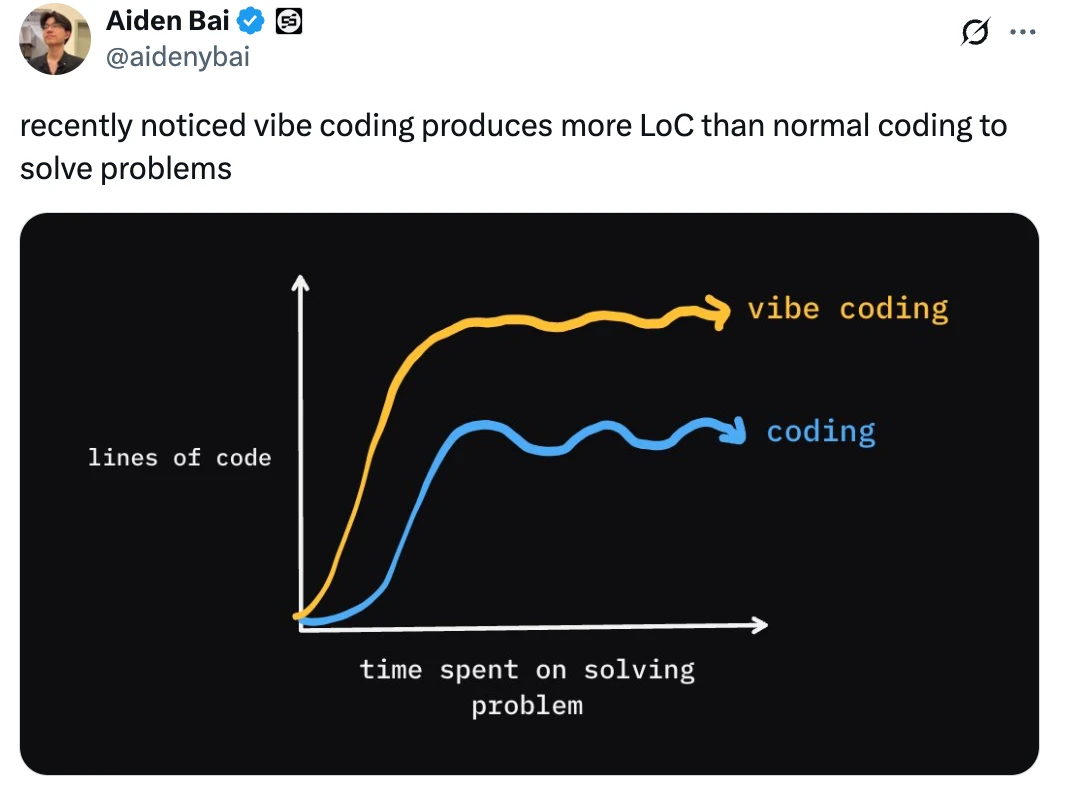 Aiden Bai
@aidenybai
recently noticed vibe coding produces more LoC than normal coding to
solve problems
vibe coding
coding
lines of code
time spent on solving
problem